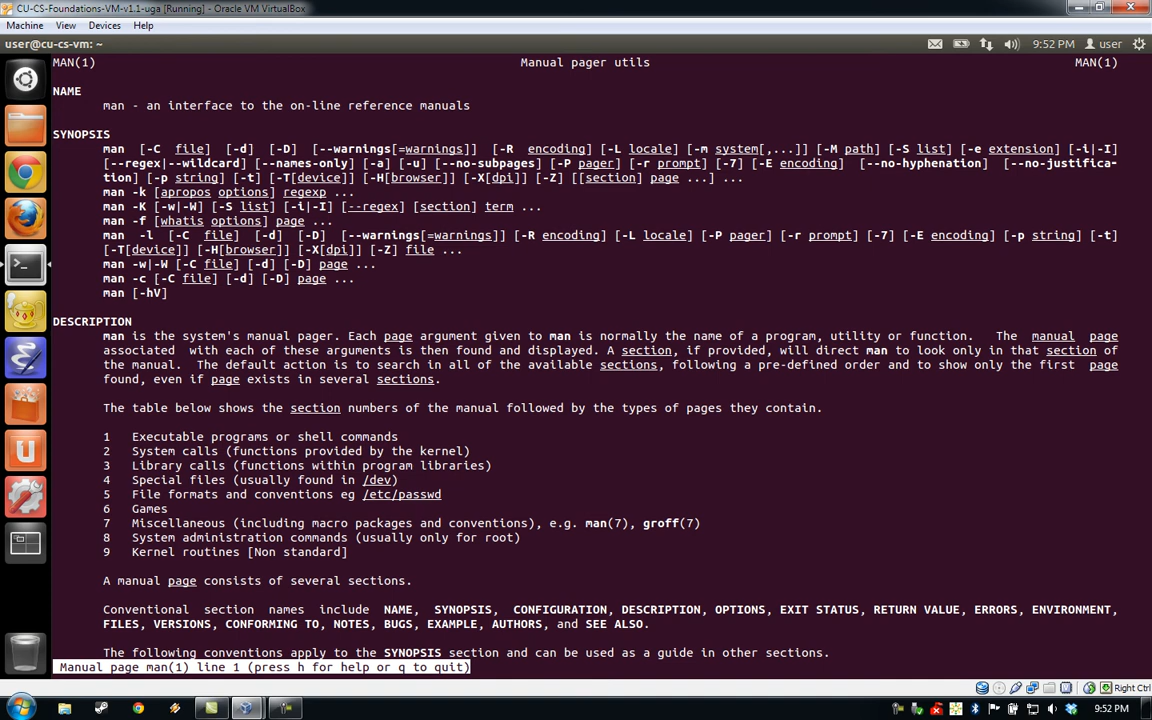 CU-CS-Foundations-VM-v1.1-uga [Running] - Oracle VM VirtualBox
Machine View Devices Help
user@cu-cs-vm: ~ 9:52 PM user
MAN(1) Manual pager utils MAN(1)
NAME
man - an interface to the on-line reference manuals
SYNOPSIS
man [-C file] [-d] [-D] [--warnings[=warnings]] [-R encoding] [-L locale] [-m system[,...]] [-M path] [-S list] [-e extension] [-i|-I]
[--regex|--wildcard] [--names-only] [-a] [-u] [--no-subpages] [-P pager] [-r prompt] [-7] [-E encoding] [--no-hyphenation] [--no-justifica-
tion] [-p string] [-t] [-T[device]] [-H[browser]] [-X[dpi]] [-Z] [[section] page ...] ...
man -k [apropos options] regexp ...
man -K [-w|-W] [-S list] [-i|-I] [--regex] [section] term ...
man -f [whatis options] page ...
man -l [-C file] [-d] [-D] [--warnings[=warnings]] [-R encoding] [-L locale] [-P pager] [-r prompt] [-7] [-E encoding] [-p string] [-t]
[-T[device]] [-H[browser]] [-X[dpi]] [-Z] file ...
man -w|-W [-C file] [-d] [-D] page ...
man -c [-C file] [-d] [-D] page ...
man [-hV]
DESCRIPTION
man is the system's manual pager. Each page argument given to man is normally the name of a program, utility or function. The manual page
associated with each of these arguments is then found and displayed. A section, if provided, will direct man to look only in that section of
the manual. The default action is to search in all of the available sections, following a pre-defined order and to show only the first page
found, even if page exists in several sections.
The table below shows the section numbers of the manual followed by the types of pages they contain.
1 Executable programs or shell commands
2 System calls (functions provided by the kernel)
3 Library calls (functions within program libraries)
4 Special files (usually found in /dev)
5 File formats and conventions eg /etc/passwd
6 Games
7 Miscellaneous (including macro packages and conventions), e.g. man(7), groff(7)
8 System administration commands (usually only for root)
9 Kernel routines [Non standard]
A manual page consists of several sections.
Conventional section names include NAME, SYNOPSIS, CONFIGURATION, DESCRIPTION, OPTIONS, EXIT STATUS, RETURN VALUE, ERRORS, ENVIRONMENT,
FILES, VERSIONS, CONFORMING TO, NOTES, BUGS, EXAMPLE, AUTHORS, and SEE ALSO.
The following conventions apply to the SYNOPSIS section and can be used as a guide in other sections.
Manual page man(1) line 1 (press h for help or q to quit)
Right Ctrl
9:52 PM